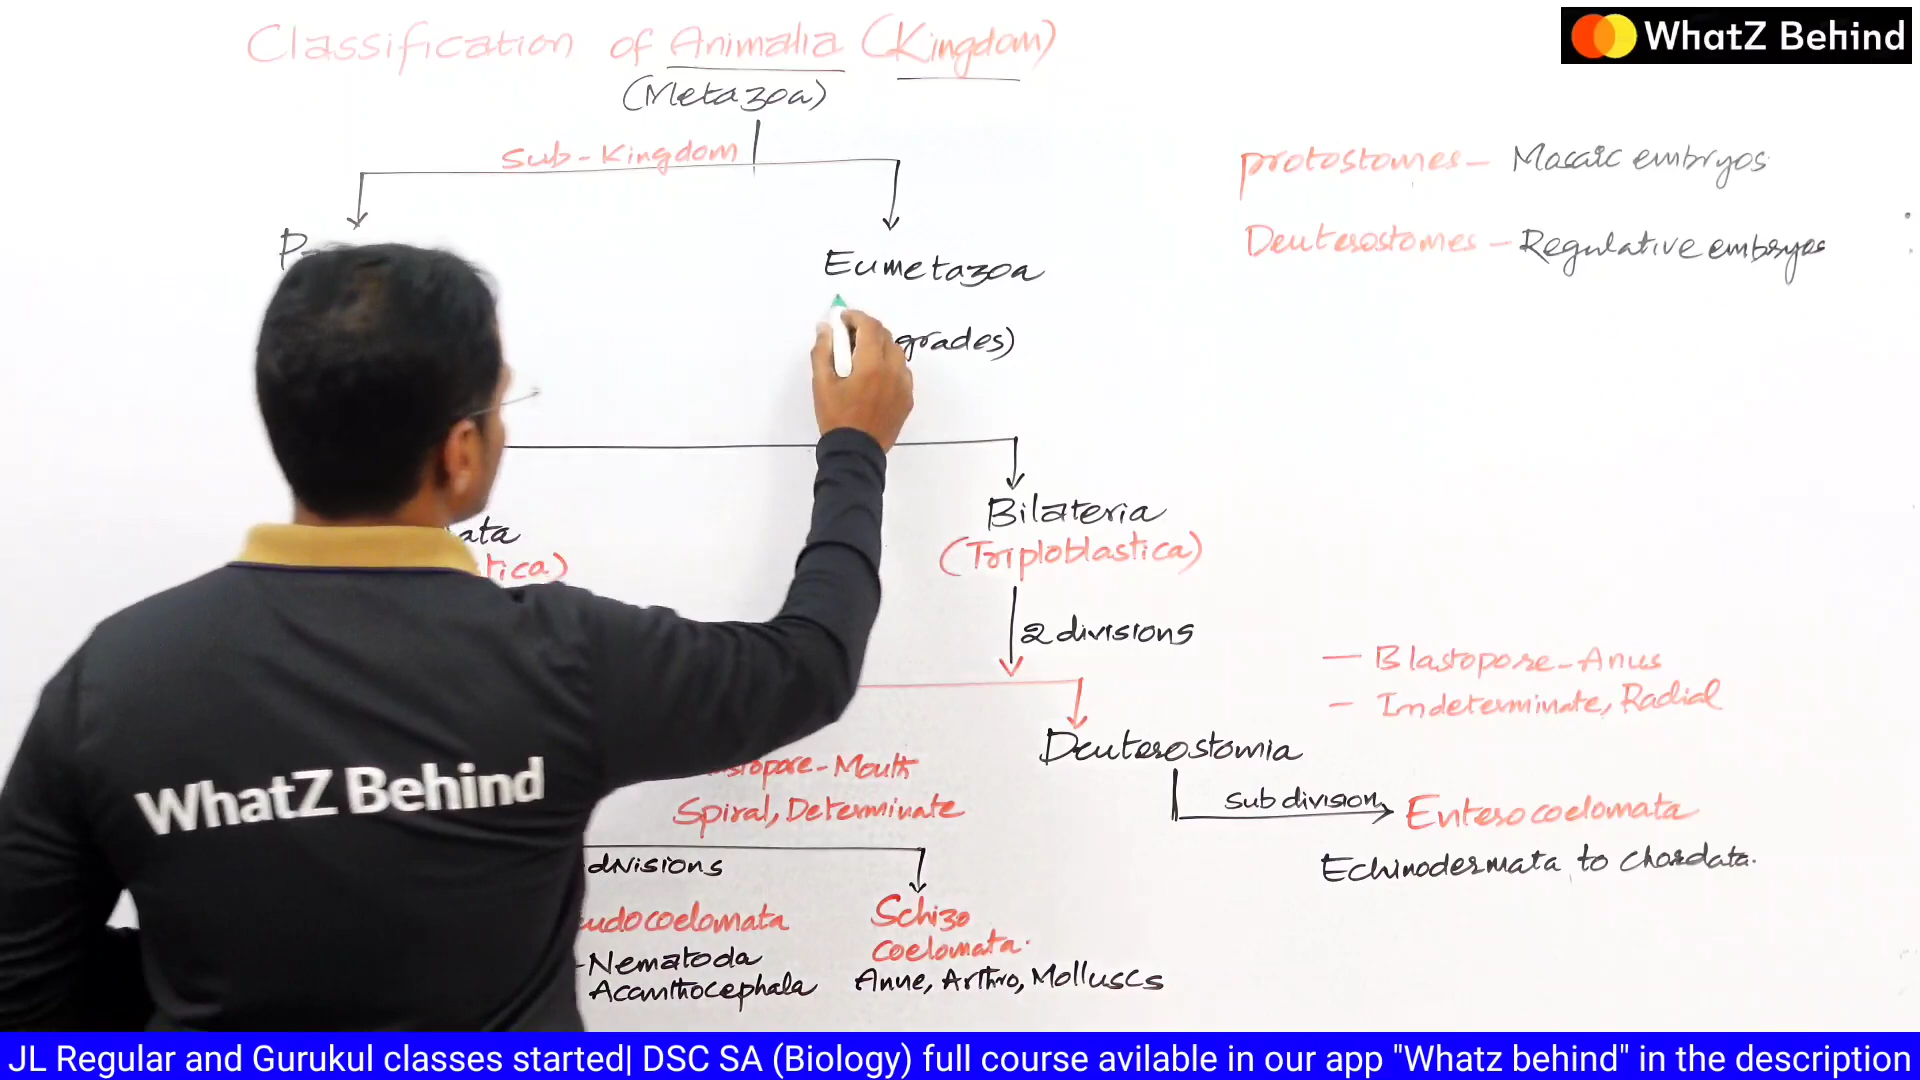 Classification of Animalia (Kingdom)
WhatZ Behind
(Metazoa)
Sub-Kingdom
protostomes - Mosaic embryos
Deuterostomes - Regulative embryos
Eumetazoa
grades)
Bilateria
(Triploblastica)
ata
tica)
2 divisions
- Blastopore-Anus
- Indeterminate, Radial
Deuterostomia
stopore-Mouth
Spiral, Determinate
Sub division
Enterocoelomata
Echinodermata to Chordata.
divisions
udocoelomata
Schizo
coelomata.
-Nematoda
Acanthocephala
Anne, Arthro, Molluscs
WhatZ Behind
JL Regular and Gurukul classes started| DSC SA (Biology) full course avilable in our app "Whatz behind" in the description